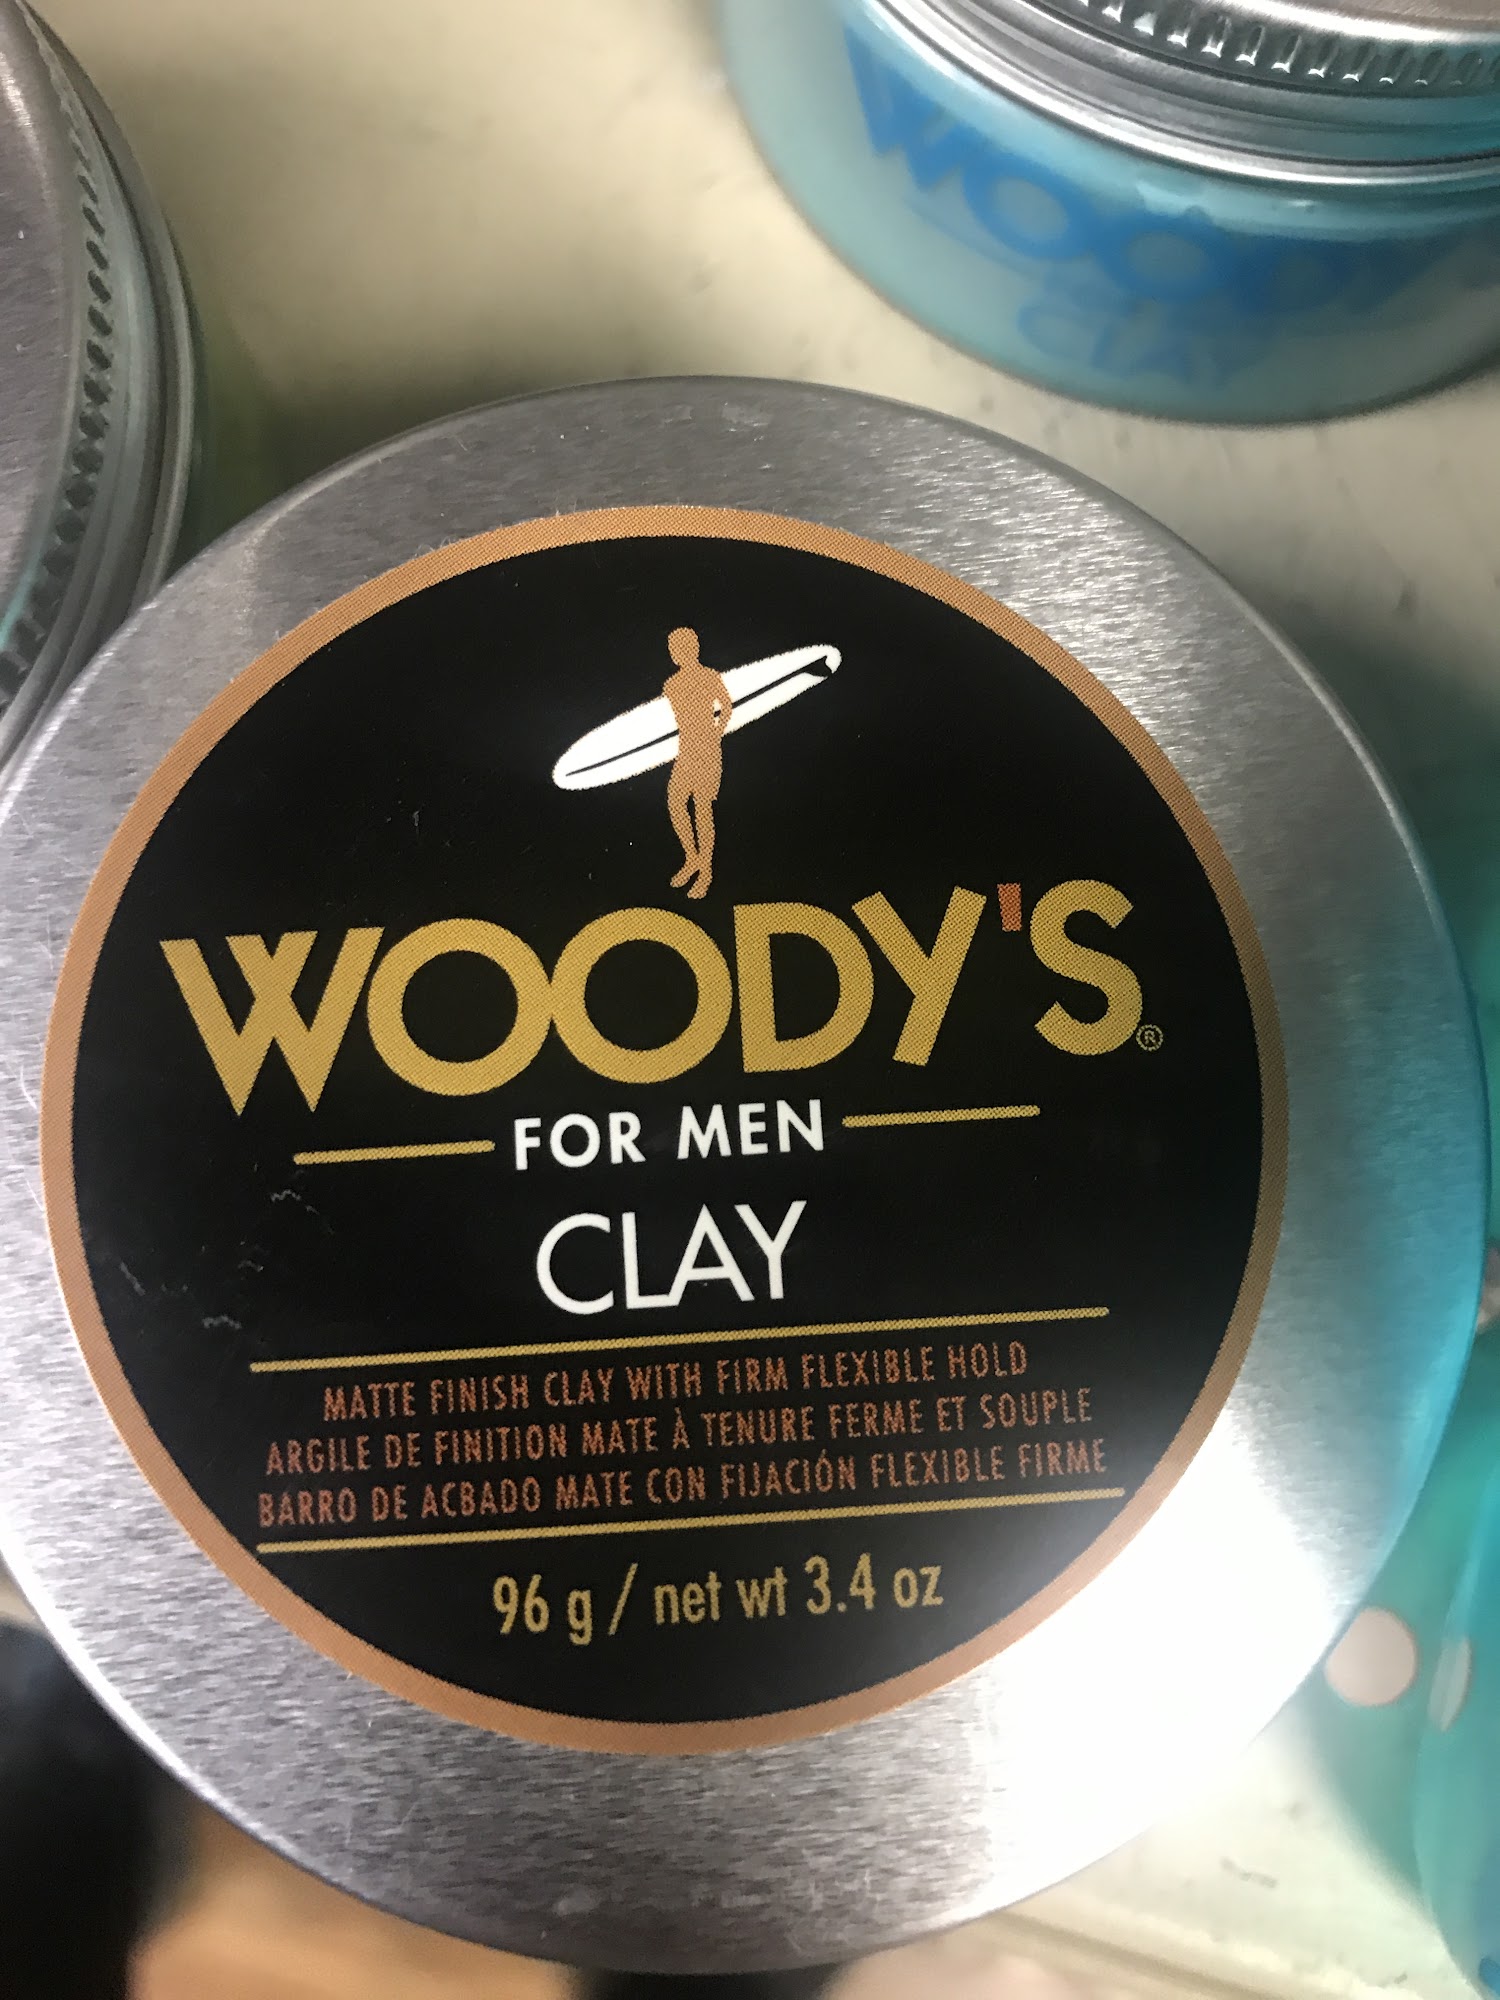 WOODY'S®
FOR MEN
CLAY
MATTE FINISH CLAY WITH FIRM FLEXIBLE HOLD
ARGILE DE FINITION MATE À TENURE FERME ET SOUPLE
BARRO DE ACBADO MATE CON FIJACIÓN FLEXIBLE FIRME
96 g / net wt 3.4 oz